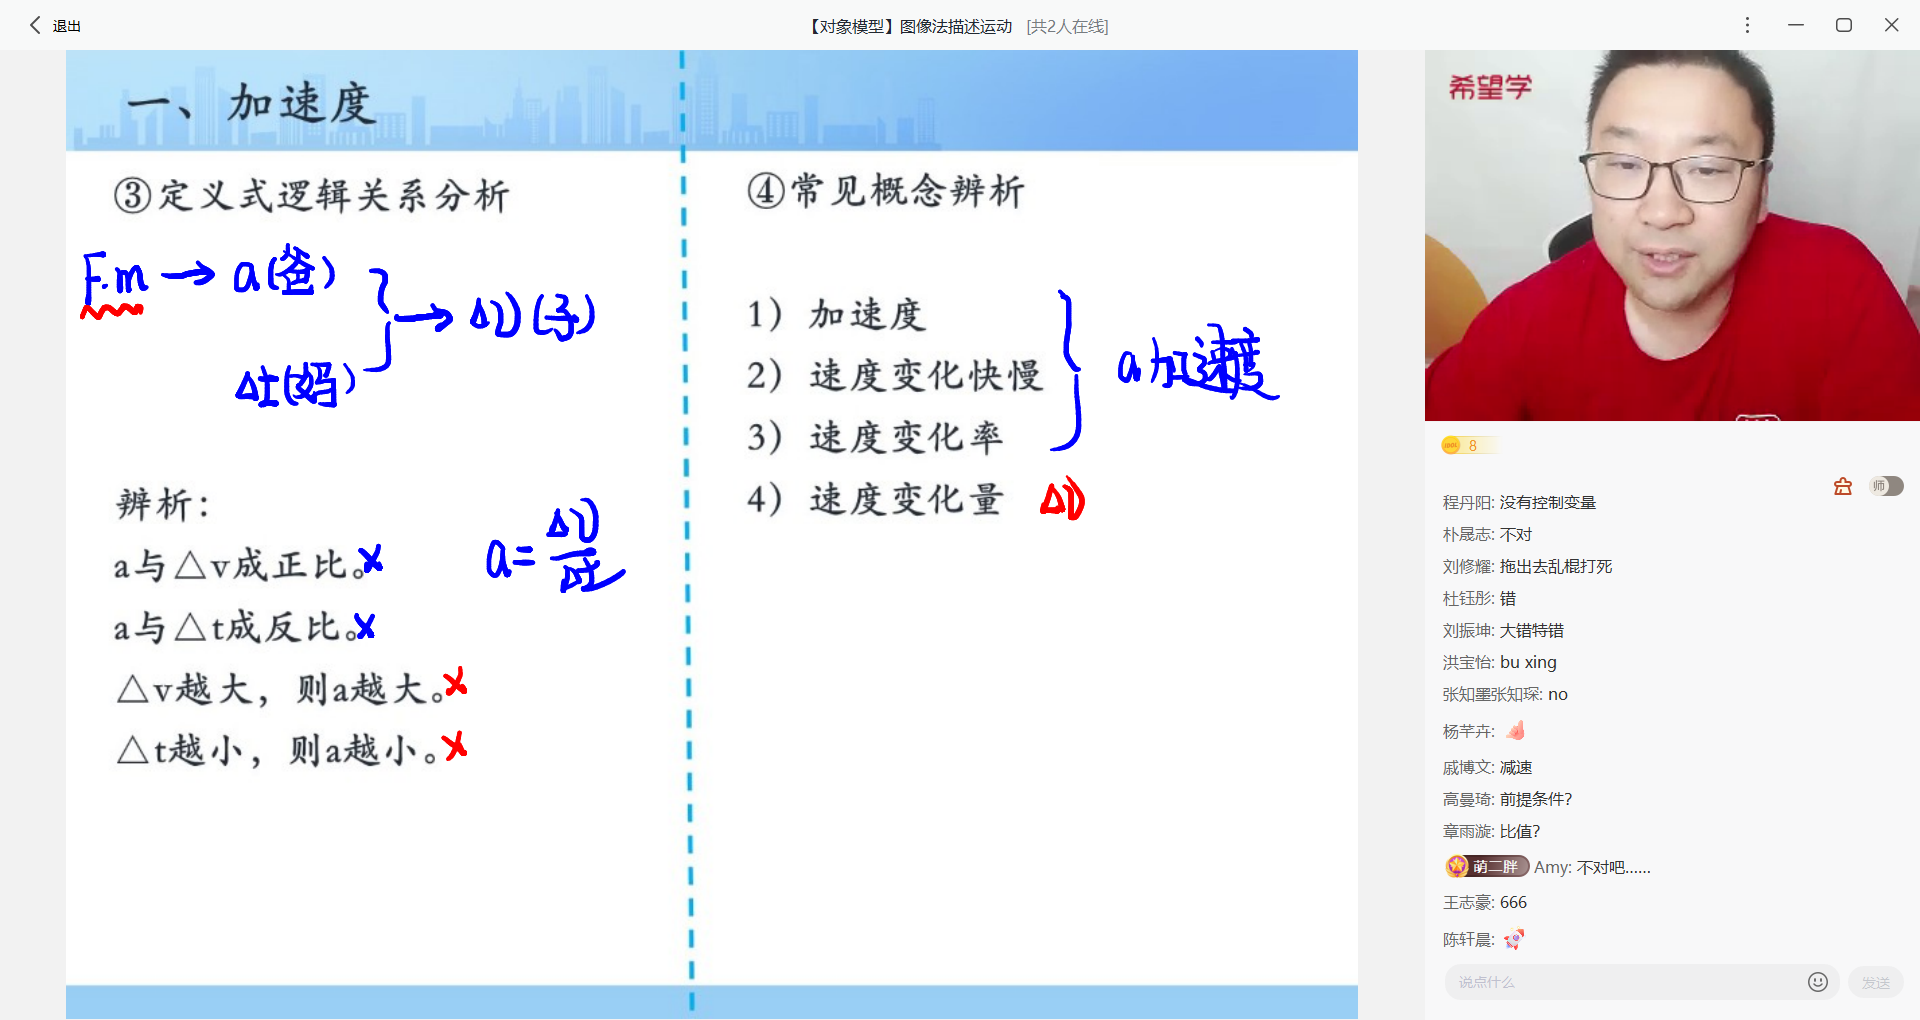 退出
【对象模型】图像法描述运动 [共2人在线]
一、加速度
③定义式逻辑关系分析
F.m → a(爸)
Δt(妈)
→ Δv(子)
辨析：
a与△v成正比。x
a与△t成反比。x
△v越大，则a越大。x
△t越小，则a越小。x
a=Δv/Δt
④常见概念辨析
1）加速度
2）速度变化快慢
3）速度变化率
4）速度变化量 Δv
a 加速度
希望学
8
师
程丹阳: 没有控制变量
朴晟志: 不对
刘修耀: 拖出去乱棍打死
杜钰彤: 错
刘振坤: 大错特错
洪宝怡: bu xing
张知墨张知琛: no
杨芊卉:
戚博文: 减速
高曼琦: 前提条件?
章雨漩: 比值?
萌二胖 Amy: 不对吧......
王志豪: 666
陈轩晨:
说点什么
发送